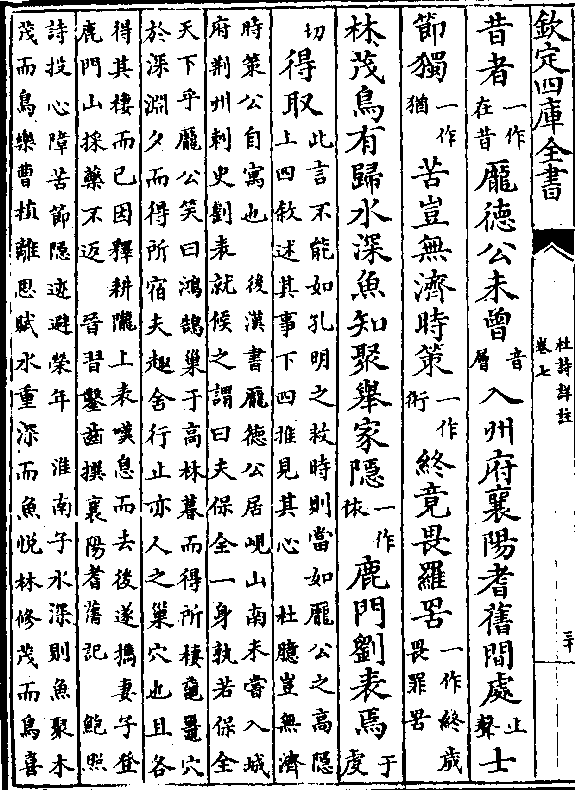 欽定四庫全書
杜詩詳註
卷七
二十
昔者一作在昔龐德公未曾音層入州府襄陽耆舊間處上聲士
節獨一作猶苦豈無濟時策一作術終竟畏羅罟一作終歲畏罪罟
林茂鳥有歸水深魚知聚舉家隱一作依鹿門劉表焉于虔
切得取此言不能如孔明之救時則當如龐公之高隱上四敘述其事下四推見其心 杜臆豈無濟
時策公自寓也 後漢書龐德公居峴山南未嘗入城
府荆州刺史劉表就候之謂曰夫保全一身孰若保全
天下乎龐公笑曰鴻鵠巢于高林暮而得所棲黿鼉穴
於深淵夕而得所宿夫趣舍行止亦人之巢穴也且各
得其棲而已因釋耕隴上表嘆息而去後遂攜妻子登
鹿門山採藥不返 晉習鑿齒撰襄陽耆舊記 鮑照
詩投心障苦節隱迹避榮年 淮南子水深則魚聚木
茂而鳥樂曹植離思賦水重深而魚悦林修茂而鳥喜